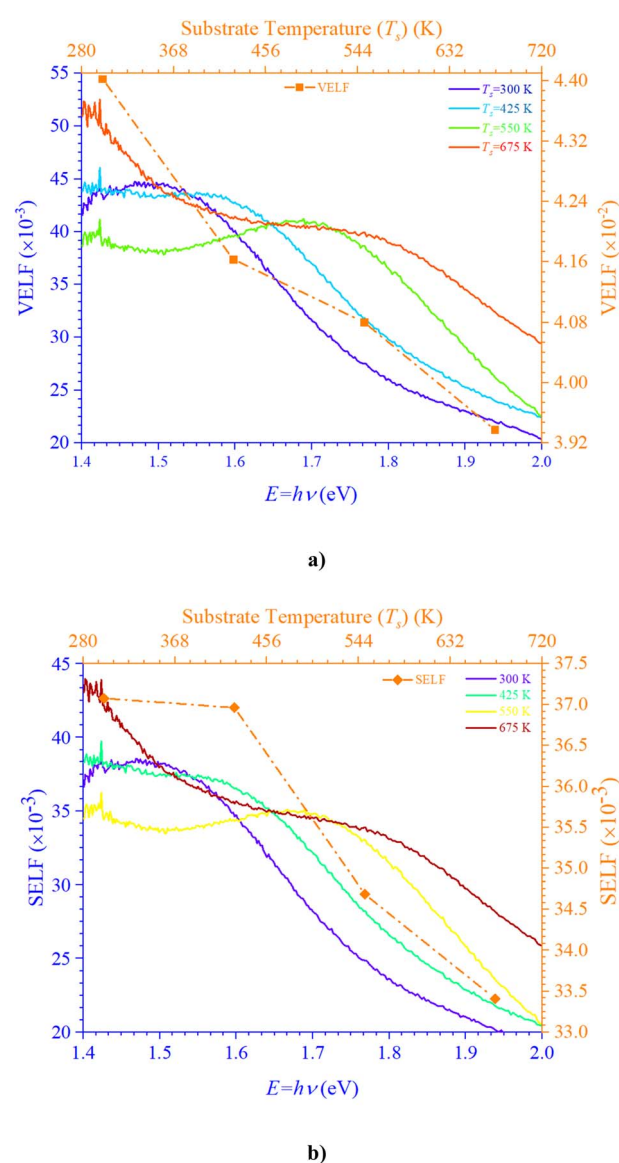 Substrate Temperature (Tₛ) (K)
280 368 456 544 632 720
55 4.40
VELF
Tₛ=300 K
Tₛ=425 K
Tₛ=550 K
Tₛ=675 K
50 4.32
45 4.24
40 4.16
35
30 4.08
25 4.00
20 3.92
VELF (×10⁻³)
VELF (×10⁻²)
1.4 1.5 1.6 1.7 1.8 1.9 2.0
E=hν (eV)
a)
Substrate Temperature (Tₛ) (K)
280 368 456 544 632 720
45 37.5
SELF
300 K
425 K
550 K
675 K
37.0
40 36.5
36.0
35 35.5
35.0
30 34.5
34.0
25 33.5
20 33.0
SELF (×10⁻³)
SELF (×10⁻³)
1.4 1.5 1.6 1.7 1.8 1.9 2.0
E=hν (eV)
b)